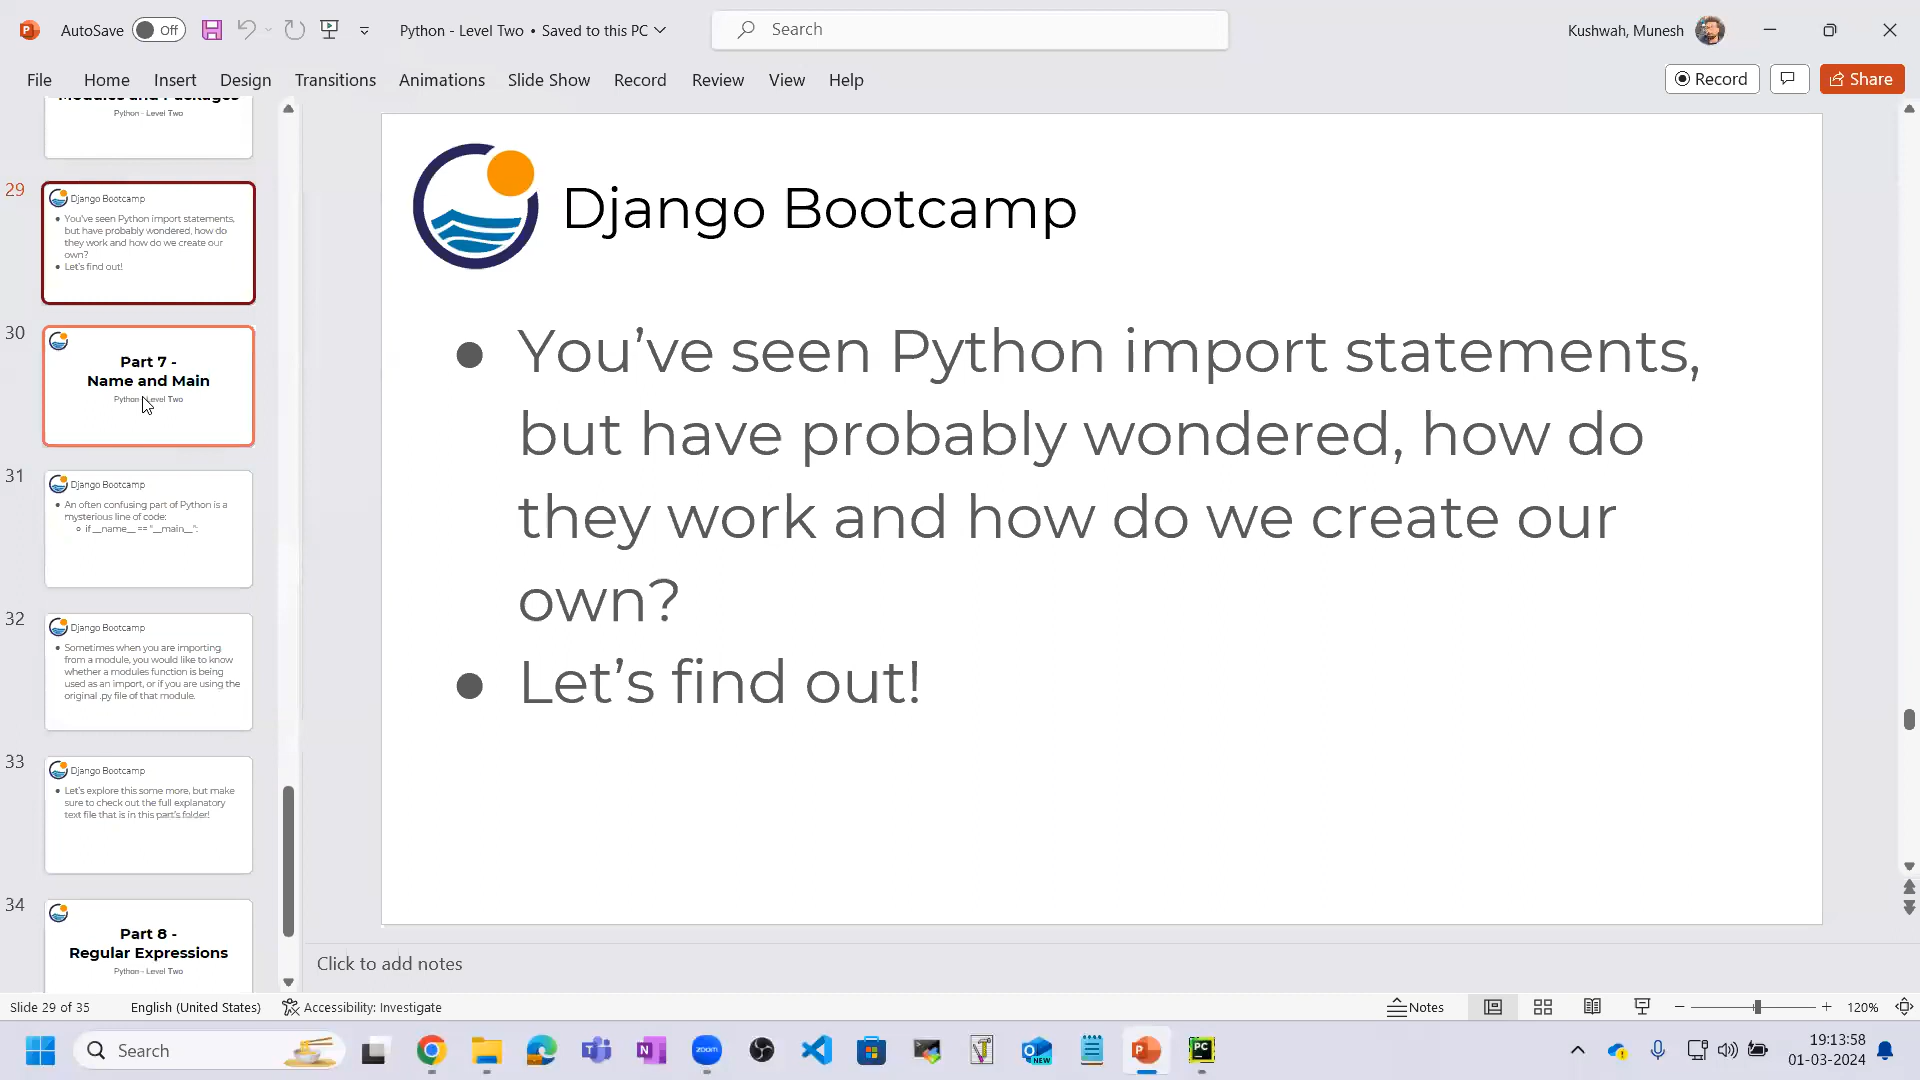 AutoSave Off Python - Level Two • Saved to this PC Search Kushwah, Munesh
File Home Insert Design Transitions Animations Slide Show Record Review View Help Record Share
Modules and Packages
Python - Level Two
29
Django Bootcamp
• You've seen Python import statements,
but have probably wondered, how do
they work and how do we create our
own?
• Let's find out!
30
Part 7 -
Name and Main
Python - Level Two
31
Django Bootcamp
• An often confusing part of Python is a
mysterious line of code:
○ if __name__ == "__main__":
32
Django Bootcamp
• Sometimes when you are importing
from a module, you would like to know
whether a modules function is being
used as an import, or if you are using the
original .py file of that module.
33
Django Bootcamp
• Let's explore this some more, but make
sure to check out the full explanatory
text file that is in this part's folder!
34
Part 8 -
Regular Expressions
Python - Level Two
Django Bootcamp
● You've seen Python import statements,
but have probably wondered, how do
they work and how do we create our
own?
● Let's find out!
Click to add notes
Slide 29 of 35 English (United States) Accessibility: Investigate Notes 120%
Search zoom NEW PC 19:13:58
01-03-2024